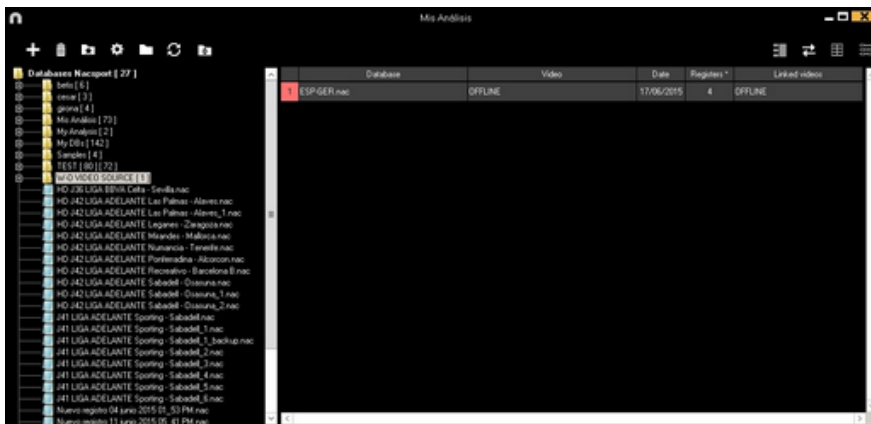 Mis Análisis
Databases Nacsport [ 27 ]
beto [ 6 ]
cesar [ 3 ]
girona [ 4 ]
Mis Análisis [ 73 ]
My Analysis [ 2 ]
My DBs [ 142 ]
Samples [ 4 ]
TEST [ 80 ] [ 72 ]
W-O VIDEO SOURCE [ 1 ]
HD J36 LIGA BBVA Celta - Sevilla.nac
HD J42 LIGA ADELANTE Las Palmas - Alaves.nac
HD J42 LIGA ADELANTE Las Palmas - Alaves_1.nac
HD J42 LIGA ADELANTE Leganes - Zaragoza.nac
HD J42 LIGA ADELANTE Mirandes - Mallorca.nac
HD J42 LIGA ADELANTE Numancia - Tenerife.nac
HD J42 LIGA ADELANTE Ponferradina - Alcorcon.nac
HD J42 LIGA ADELANTE Recreativo - Barcelona B.nac
HD J42 LIGA ADELANTE Sabadell - Osasuna.nac
HD J42 LIGA ADELANTE Sabadell - Osasuna_1.nac
HD J42 LIGA ADELANTE Sabadell - Osasuna_2.nac
J41 LIGA ADELANTE Sporting - Sabadell.nac
J41 LIGA ADELANTE Sporting - Sabadell_1.nac
J41 LIGA ADELANTE Sporting - Sabadell_1_backup.nac
J41 LIGA ADELANTE Sporting - Sabadell_2.nac
J41 LIGA ADELANTE Sporting - Sabadell_3.nac
J41 LIGA ADELANTE Sporting - Sabadell_4.nac
J41 LIGA ADELANTE Sporting - Sabadell_5.nac
J41 LIGA ADELANTE Sporting - Sabadell_6.nac
Nuevo registro 04 junio 2015 01_53 PM.nac
Nuevo registro 11 junio 2015 05_41 PM.nac
Database Video Date Registers * Linked videos
1 ESP-GER.nac OFFLINE 17/06/2015 4 OFFLINE